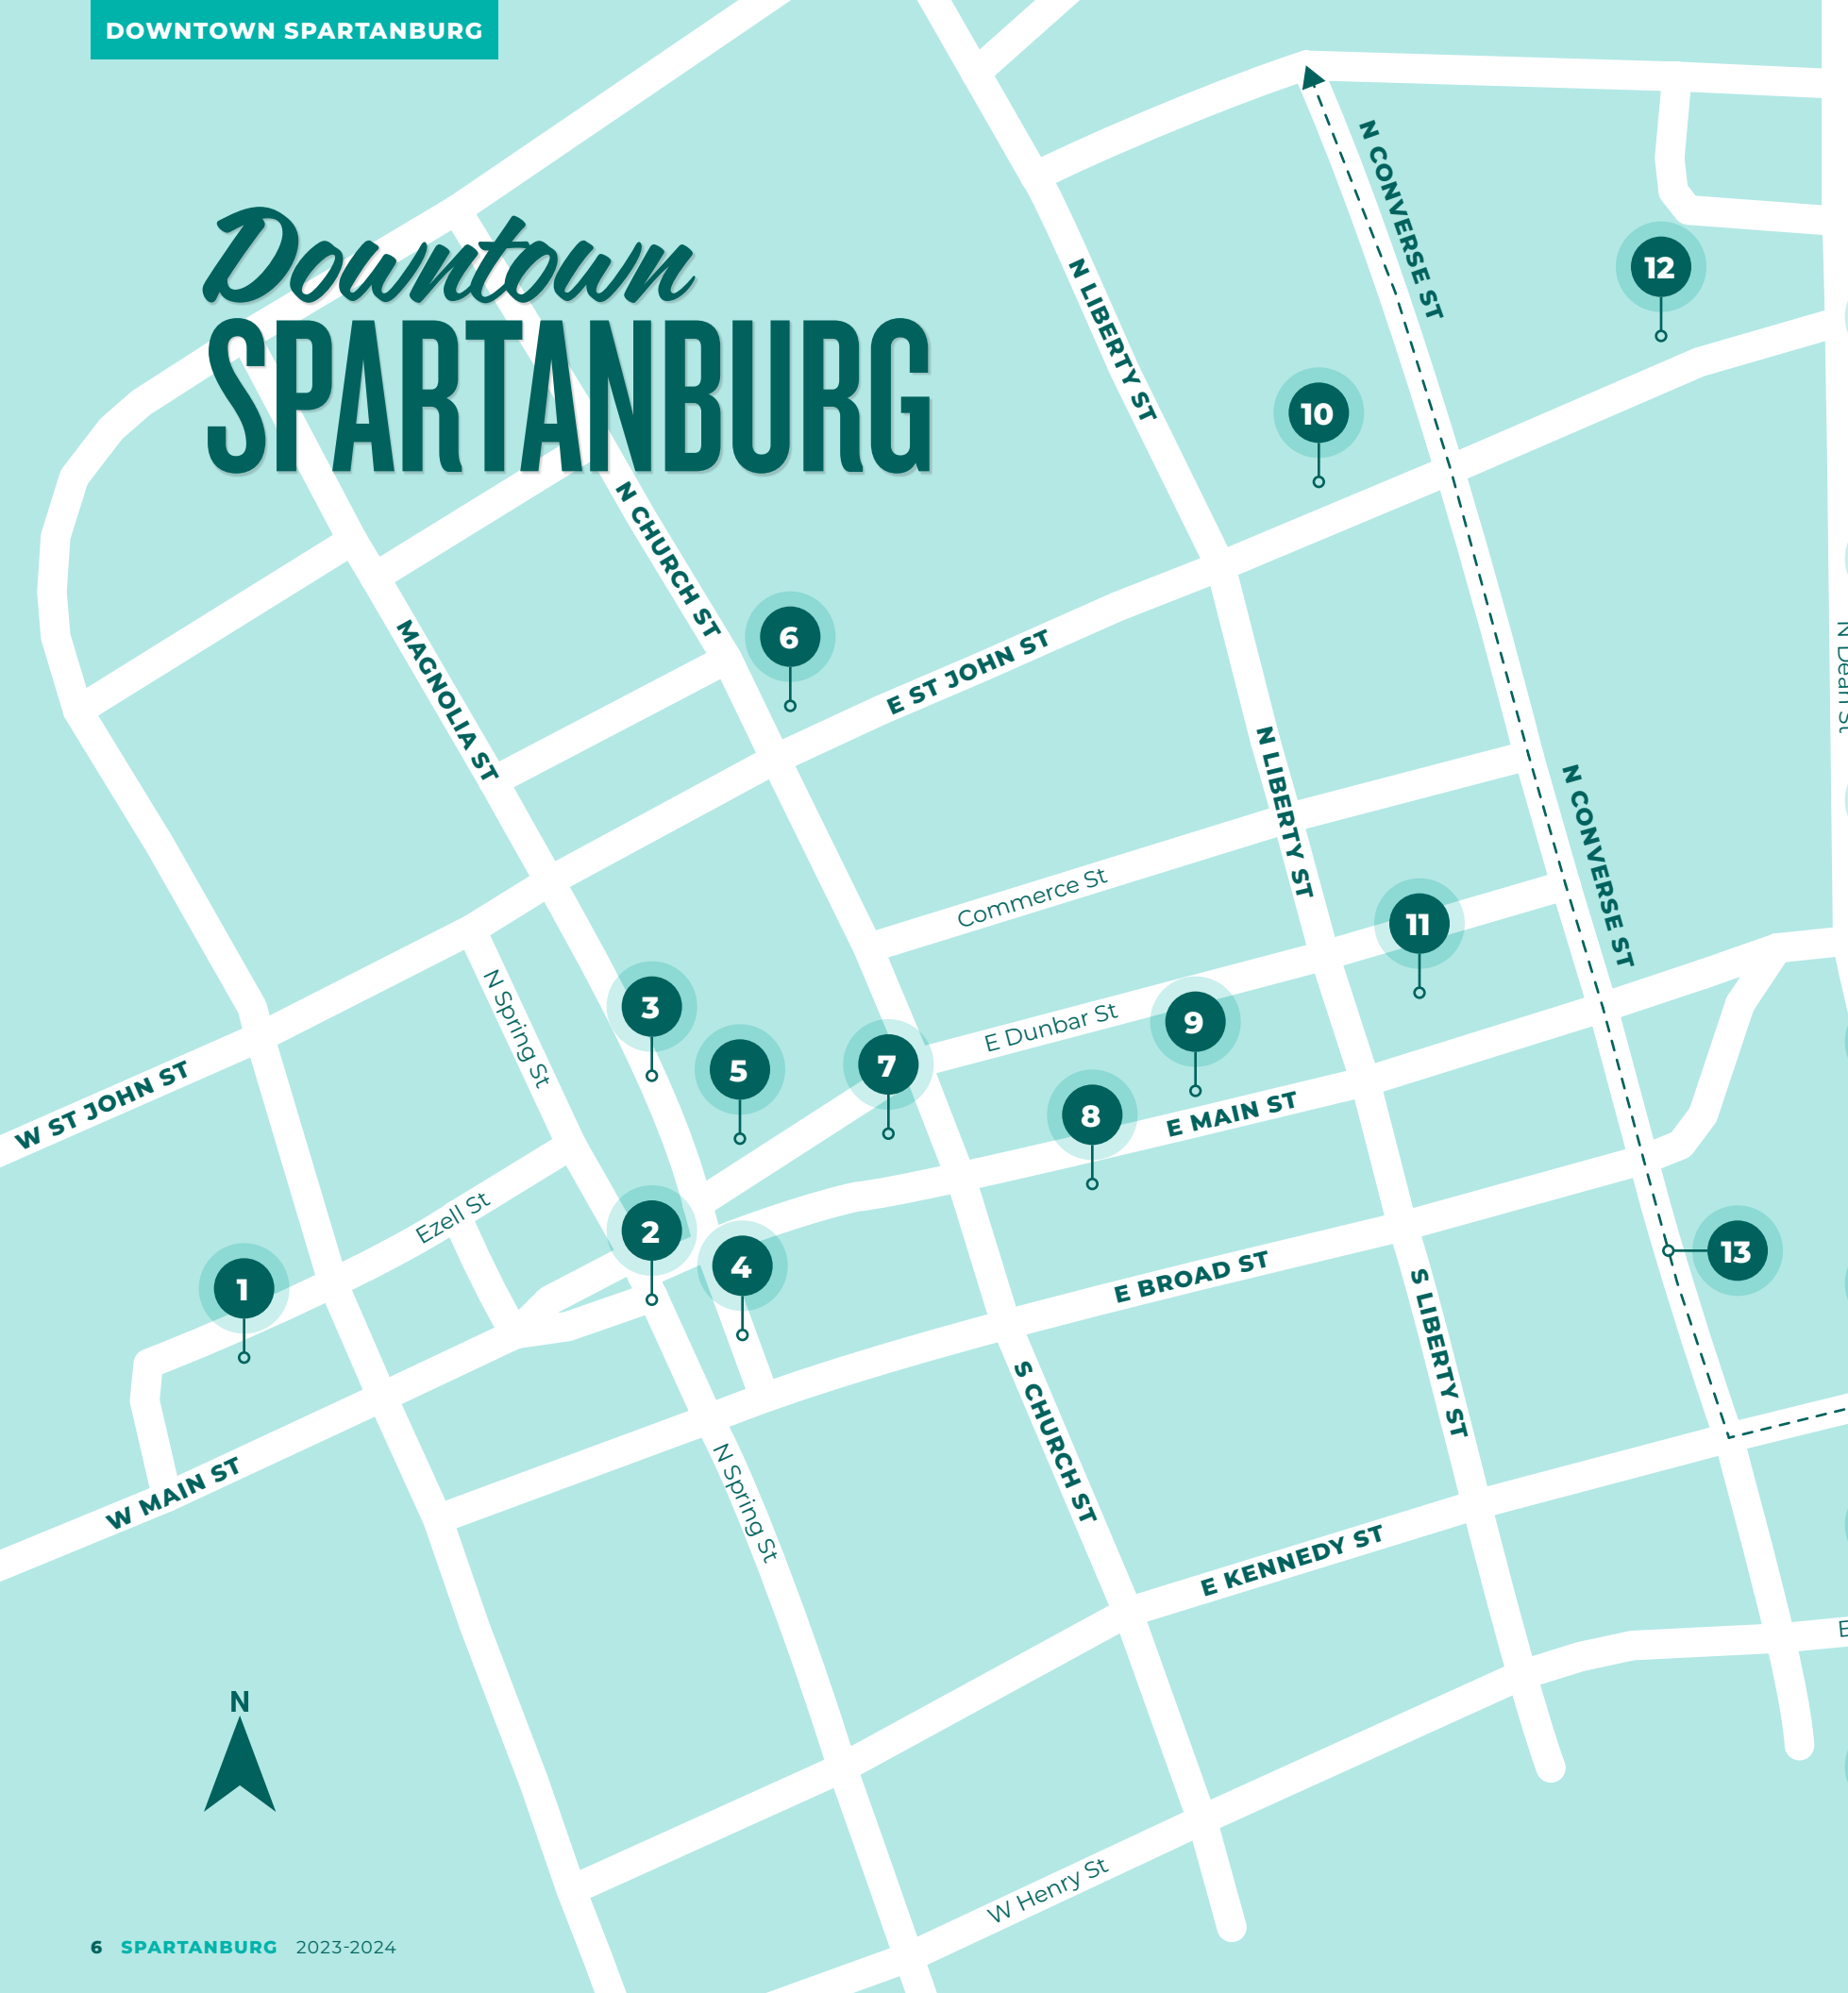 DOWNTOWN SPARTANBURG
Downtown
SPARTANBURG
N CONVERSE ST
12
N LIBERTY ST
10
N CHURCH ST
6
MAGNOLIA ST
E ST JOHN ST
N Dean St
N LIBERTY ST
N CONVERSE ST
Commerce St
11
N Spring St
3
E Dunbar St
9
5
7
W ST JOHN ST
8
E MAIN ST
Ezell St
2
4
13
1
E BROAD ST
S LIBERTY ST
S CHURCH ST
W MAIN ST
N Spring St
E KENNEDY ST
N
W Henry St
6 SPARTANBURG 2023-2024